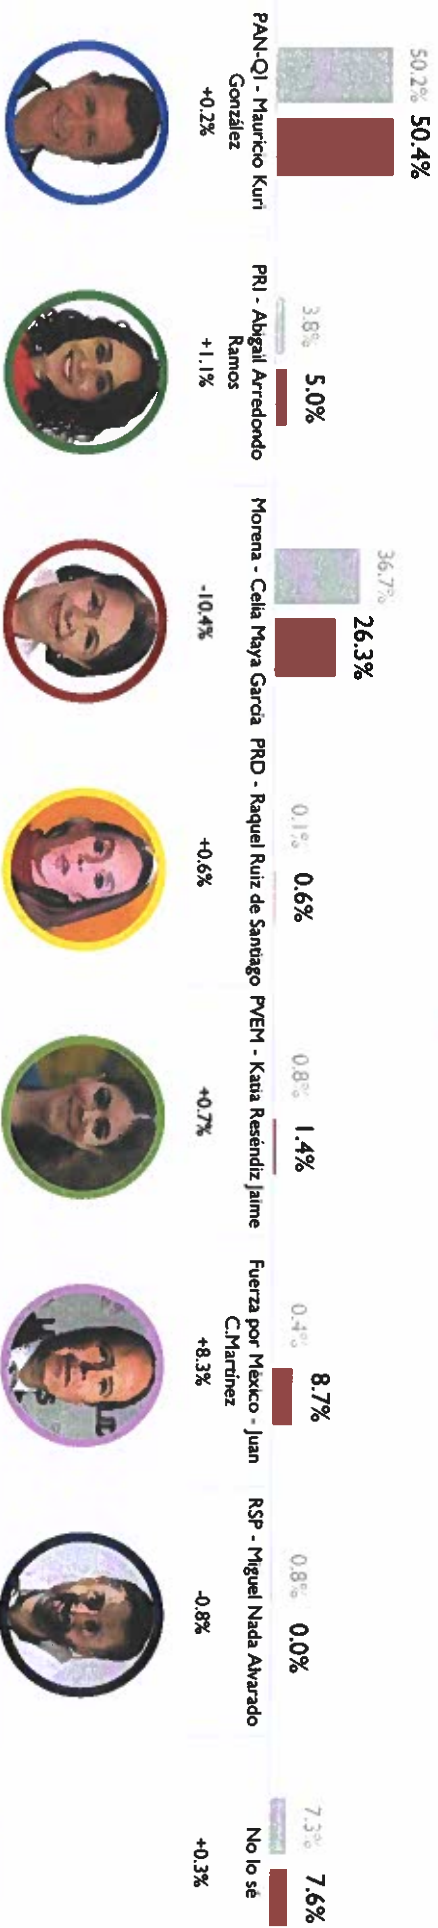 50.2% 50.4%
PAN-QI - Mauricio Kuri
González
+0.2%
3.8% 5.0%
PRI - Abigail Arredondo
Ramos
+1.1%
36.7% 26.3%
Morena - Celia Maya García
-10.4%
0.1% 0.6%
PRD - Raquel Ruiz de Santiago
+0.6%
0.8% 1.4%
PVEM - Katia Reséndiz Jaime
+0.7%
0.4% 8.7%
Fuerza por México - Juan
C.Martínez
+8.3%
0.8% 0.0%
RSP - Miguel Nada Alvarado
-0.8%
7.3% 7.6%
No lo sé
+0.3%